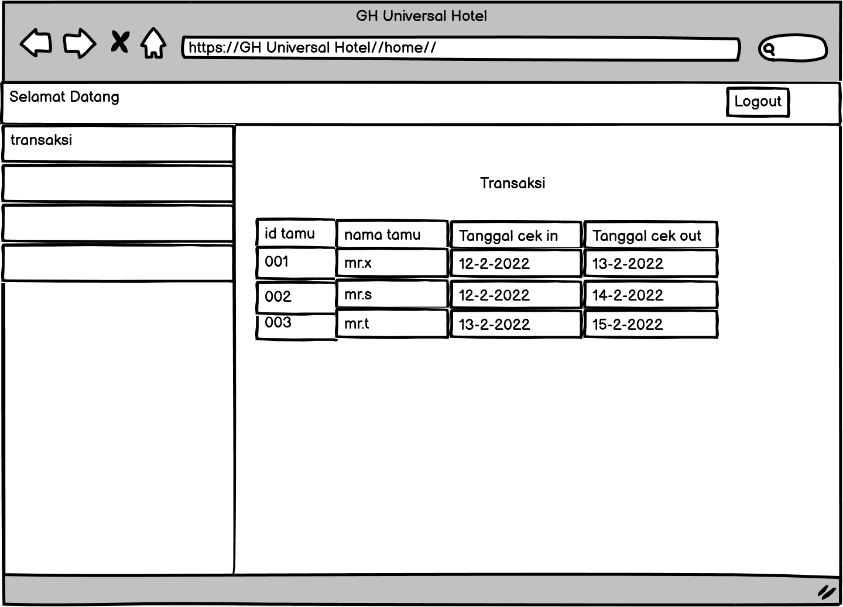 GH Universal Hotel
https://GH Universal Hotel//home//
Selamat Datang
Logout
transaksi
Transaksi
id tamu nama tamu Tanggal cek in Tanggal cek out
001 mr.x 12-2-2022 13-2-2022
002 mr.s 12-2-2022 14-2-2022
003 mr.t 13-2-2022 15-2-2022